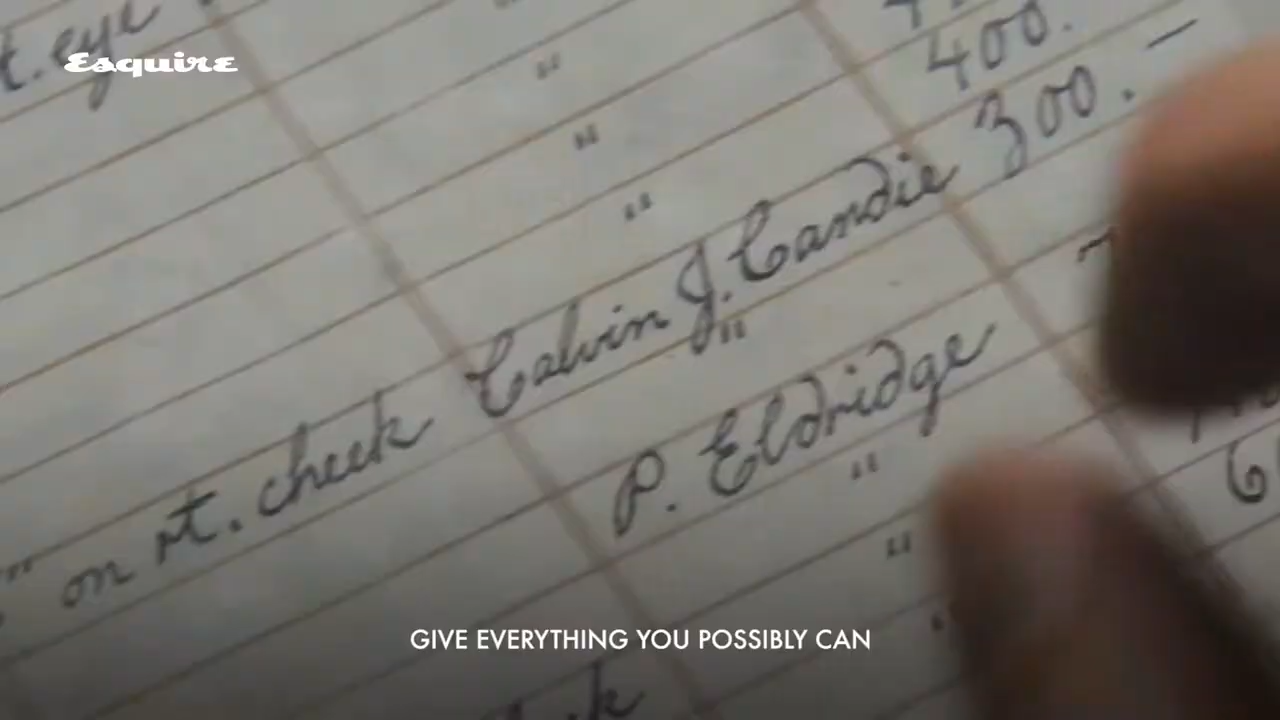 Esquire
t. eye
"
"
"
400.
" on rt. cheek Calvin J. Candie 300. —
"
P. Eldridge
"
"
"
GIVE EVERYTHING YOU POSSIBLY CAN